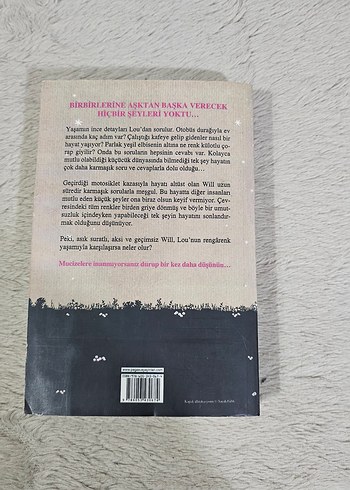 BİRBİRLERİNE AŞKTAN BAŞKA VERECEK
HİÇBİR ŞEYLERİ YOKTU...
Yaşamın ince detayları Lou'dan sorulur. Otobüs durağıyla ev
arasında kaç adım var? Çalıştığı kafeye gelip gidenler nasıl bir
hayat yaşıyor? Parlak yeşil elbisenin altına ne renk külotlu ço-
rap giyilir? Onda bu soruların hepsinin cevabı var. Kolayca
mutlu olabildiği küçücük dünyasında bilmediği tek şey hayatın
çok daha karmaşık soru ve cevaplarla dolu olduğu...
Geçirdiği motosiklet kazasıyla hayatı altüst olan Will uzun
süredir karmaşık sorularla meşgul. Bu hayatta diğer insanları
mutlu eden küçük şeyler ona biraz olsun keyif vermiyor. Çev-
resindeki tüm renkler birden griye dönmüş ve böyle bir umut-
suzluk içindeyken yapabileceği tek şeyin hayatını sonlandır-
mak olduğunu düşünüyor.
Peki, asık suratlı, aksi ve geçimsiz Will, Lou'nun rengârenk
yaşamıyla karşılaşırsa neler olur?
Mucizelere inanmıyorsanız durup bir kez daha düşünün...
www.pegasusyayinlari.com